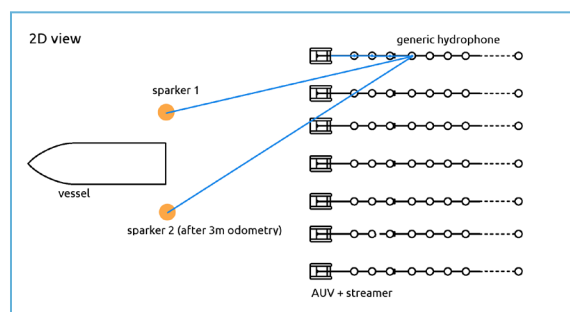 2D view
generic hydrophone
sparker 1
vessel
sparker 2 (after 3m odometry)
AUV + streamer